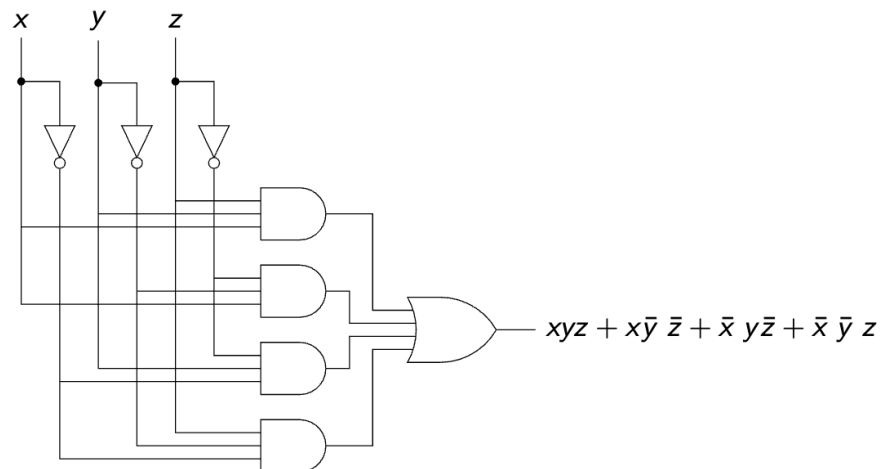 x y z
xyz + xȳ z̄ + x̄ yz̄ + x̄ ȳ z